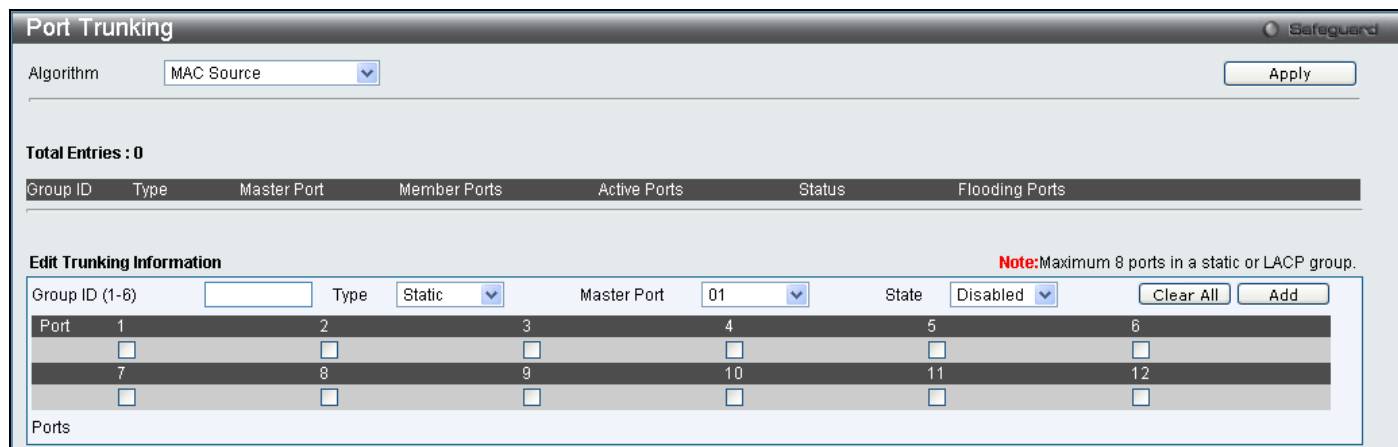 Port Trunking Safeguard
Algorithm MAC Source Apply
Total Entries : 0
Group ID Type Master Port Member Ports Active Ports Status Flooding Ports
Edit Trunking Information Note:Maximum 8 ports in a static or LACP group.
Group ID (1-6) Type Static Master Port 01 State Disabled Clear All Add
Port 1 2 3 4 5 6
7 8 9 10 11 12
Ports